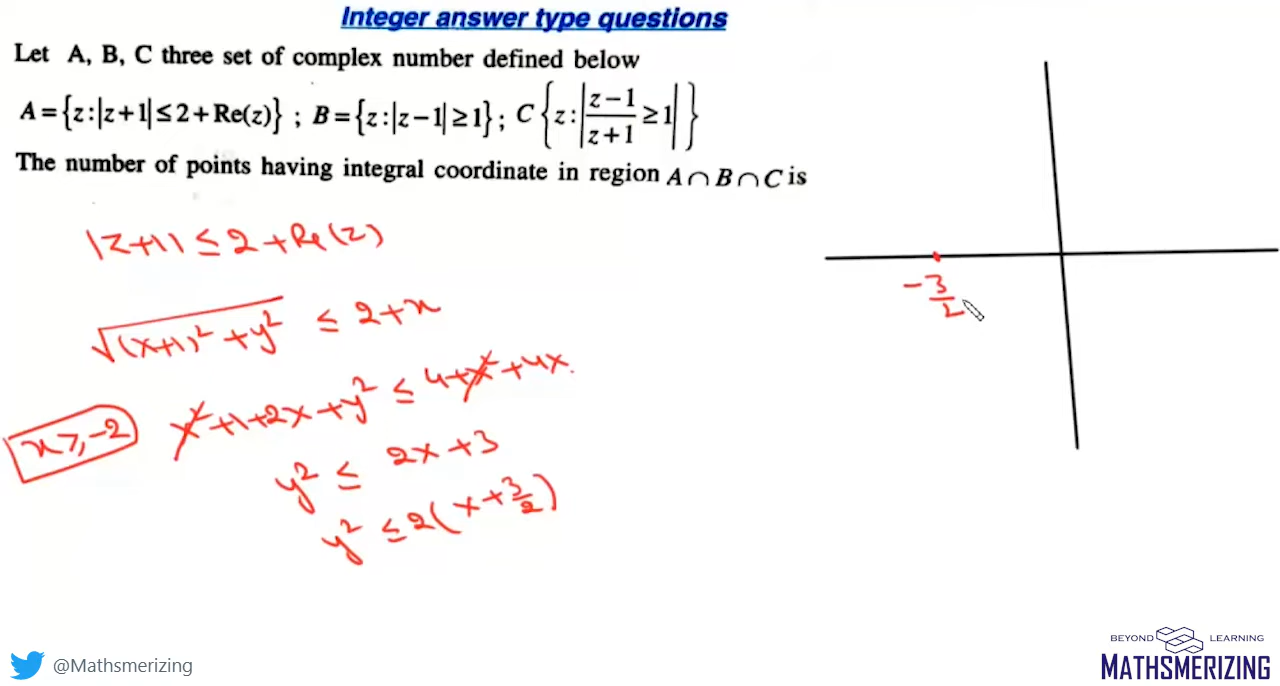 Integer answer type questions
Let A, B, C three set of complex number defined below
A={z:|z+1|≤2+Re(z)} ; B={z:|z−1|≥1}; C{z:|z−1/z+1≥1|}
The number of points having integral coordinate in region A∩B∩C is
|z+1| ≤ 2+Re(z)
√(x+1)²+y² ≤ 2+x
x²+1+2x+y² ≤ 4+x²+4x.
x ≥ −2
y² ≤ 2x+3
y² ≤ 2(x+3/2)
−3/2
@Mathsmerizing
BEYOND LEARNING
MATHSMERIZING